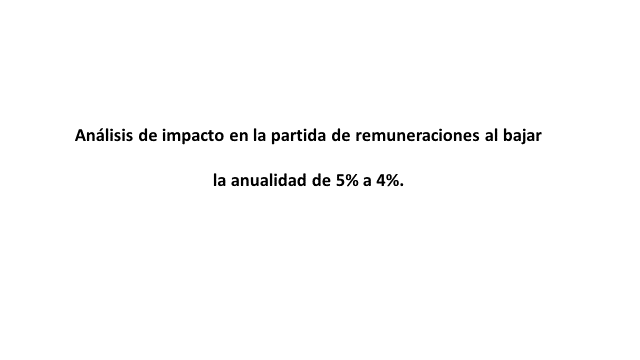 Análisis de impacto en la partida de remuneraciones al bajar
la anualidad de 5% a 4%.